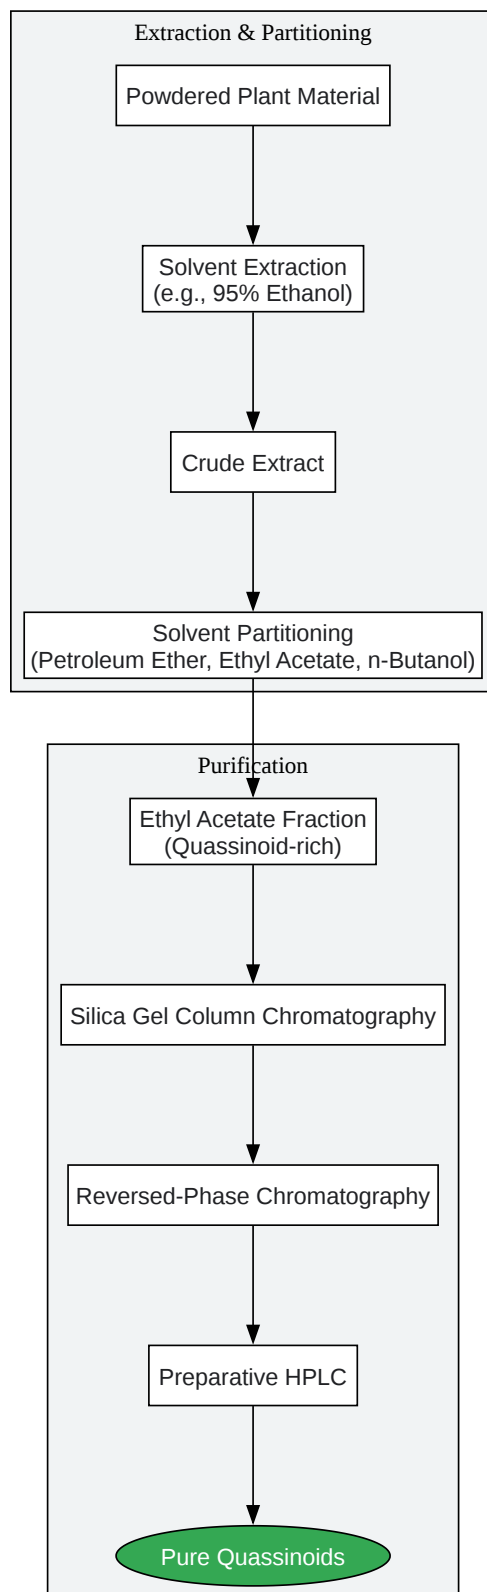 Extraction & Partitioning
Powdered Plant Material
Solvent Extraction
(e.g., 95% Ethanol)
Crude Extract
Solvent Partitioning
(Petroleum Ether, Ethyl Acetate, n-Butanol)
Purification
Ethyl Acetate Fraction
(Quassinoid-rich)
Silica Gel Column Chromatography
Reversed-Phase Chromatography
Preparative HPLC
Pure Quassinoids